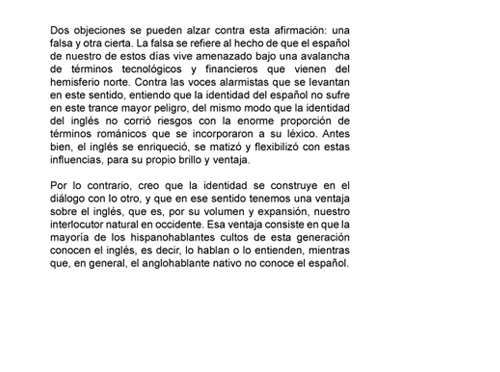 Dos objeciones se pueden alzar contra esta afirmación: una
falsa y otra cierta. La falsa se refiere al hecho de que el español
de nuestro de estos días vive amenazado bajo una avalancha
de términos tecnológicos y financieros que vienen del
hemisferio norte. Contra las voces alarmistas que se levantan
en este sentido, entiendo que la identidad del español no sufre
en este trance mayor peligro, del mismo modo que la identidad
del inglés no corrió riesgos con la enorme proporción de
términos románicos que se incorporaron a su léxico. Antes
bien, el inglés se enriqueció, se matizó y flexibilizó con estas
influencias, para su propio brillo y ventaja.

Por lo contrario, creo que la identidad se construye en el
diálogo con lo otro, y que en ese sentido tenemos una ventaja
sobre el inglés, que es, por su volumen y expansión, nuestro
interlocutor natural en occidente. Esa ventaja consiste en que la
mayoría de los hispanohablantes cultos de esta generación
conocen el inglés, es decir, lo hablan o lo entienden, mientras
que, en general, el anglohablante nativo no conoce el español.